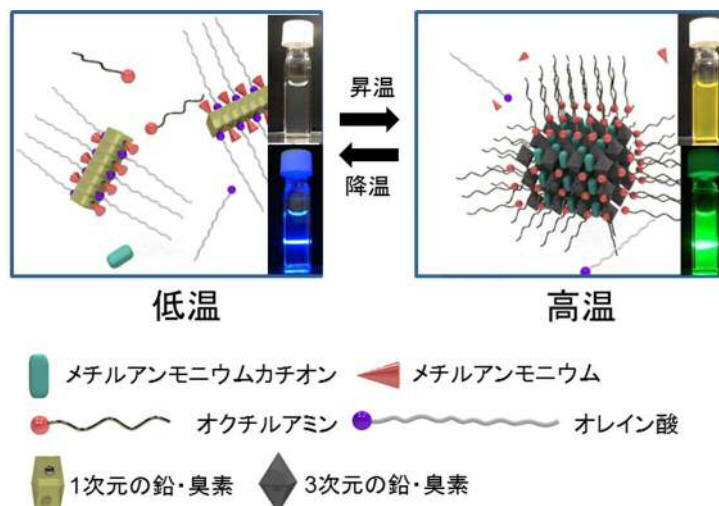 昇温
降温
低温
高温
メチルアンモニウムカチオン
メチルアンモニウム
オクチルアミン
オレイン酸
1次元の鉛・臭素
3次元の鉛・臭素